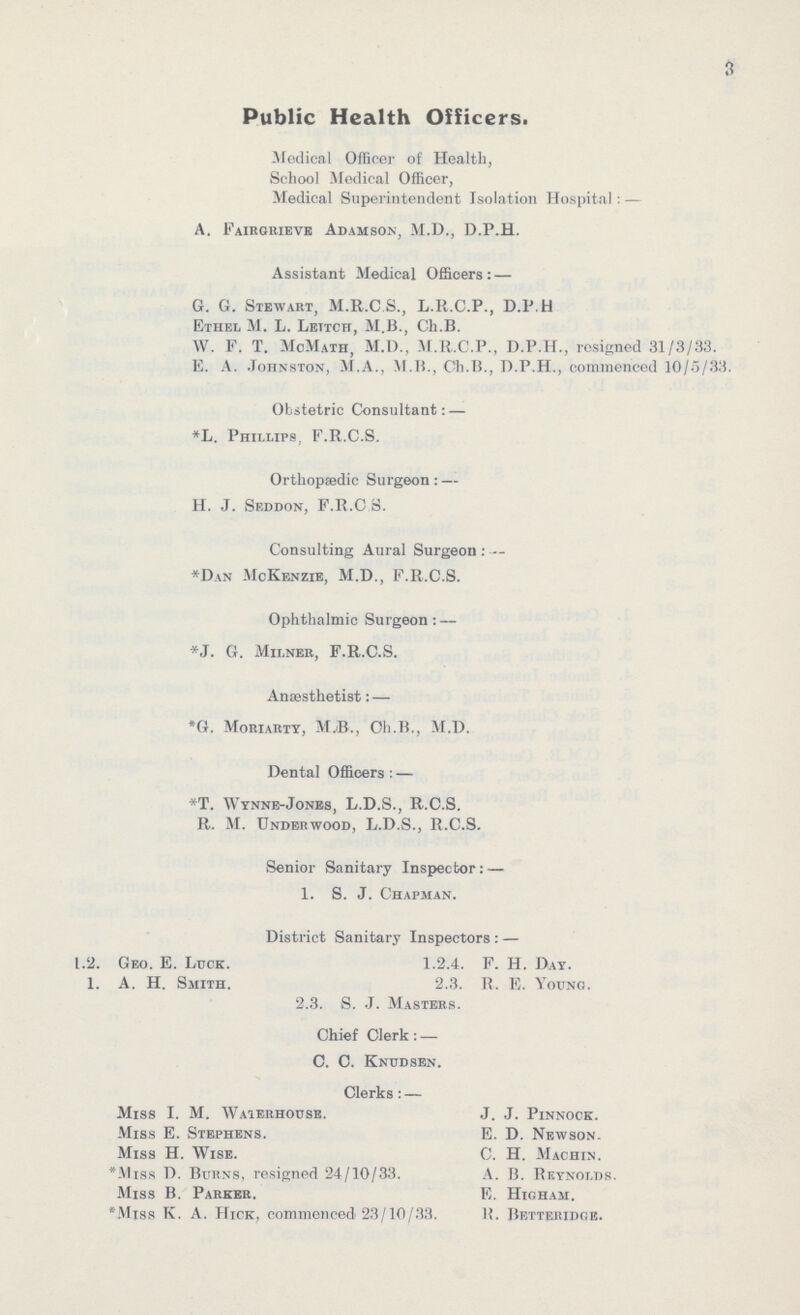 3
Public Health Officers.
Medical Officer of Health,
School Medical Officer,
Medical Superintendent Isolation Hospital:—
A. Fairgrieve Adamson, M.D., D.P.H.
Assistant Medical Officers:—
G. G. Stewart, M.R.C.S., L.R.C.P., D.P.H
Ethel M. L. Leitch, M.B., Ch.B.
W. F. T. McMath, M.D., M.R.C.P., D.P.H., resigned 31/3/33.
E. A. Johnston, M.A., M.B., Ch.B., D.P.H., commenced 10/5/33.
Obstetric Consultant:—
*L. Phillips, F.R.C.S.
Orthopædic Surgeon:—
H. J. Seddon, F.R.C.S.
Consulting Aural Surgeon:—
*Dan McKenzie, M.D., F.R.C.S.
Ophthalmic Surgeon:—
*J. G. Milner, F.R.C.S.
Anæsthetist:—
*G. Moriarty, M.B., Ch.B., M.D.
Dental Officers:—
*T. Wynne-Jones, L.D.S., R.C.S.
R. M. Underwood, L.D.S., R.C.S.
Senior Sanitary Inspector:—
1. S. J. Chapman.
District Sanitary Inspectors:—
1.2. Geo. E. Luck. 1.2.4. F. H. Day.
1. A. H. Smith. 2.3. R. E. Young.
2.3. S. J. Masters.
Chief Clerk:—
C. C. Knudsen.
Clerks:—
Miss I. M. Waterhouse. J. J. Pinnock.
Miss E. Stephens. E. D. Newson.
Miss H. Wise. C. H. Machin.
*Miss D. Burns, resigned 24/10/33. A. B. Reynolds.
Miss B. Parker. E. Higham.
*Miss K. A. Hick, commenced 23/10/33. R. Betteridge.